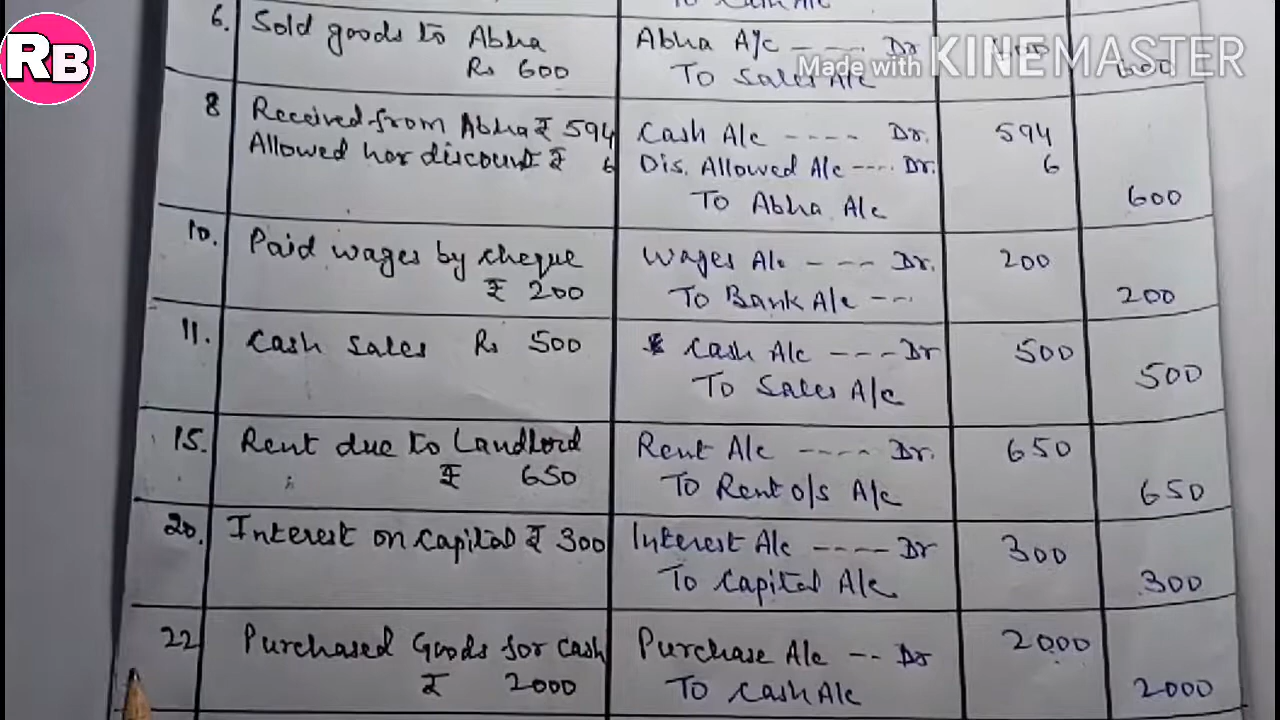 RB
Made with KINEMASTER
6. Sold goods to Abha
Rs 600
Abha A/c ---- Dr
To Sales A/c
600
8 Received from Abha ₹ 594
Allowed her discount ₹ 6
Cash A/c ---- Dr. 594
Dis. Allowed A/c ---- Dr. 6
To Abha A/c
600
10. Paid wages by cheque
₹ 200
Wages A/c ---- Dr. 200
To Bank A/c ---
200
11. Cash sales Rs 500
Cash A/c --- Dr 500
To Sales A/c
500
15. Rent due to Landlord
₹ 650
Rent A/c ---- Dr. 650
To Rent o/s A/c
650
20. Interest on capital ₹ 300
Interest A/c ---- Dr 300
To Capital A/c
300
22 Purchased Goods for cash
₹ 2000
Purchase A/c -- Dr 2000
To Cash A/c
2000